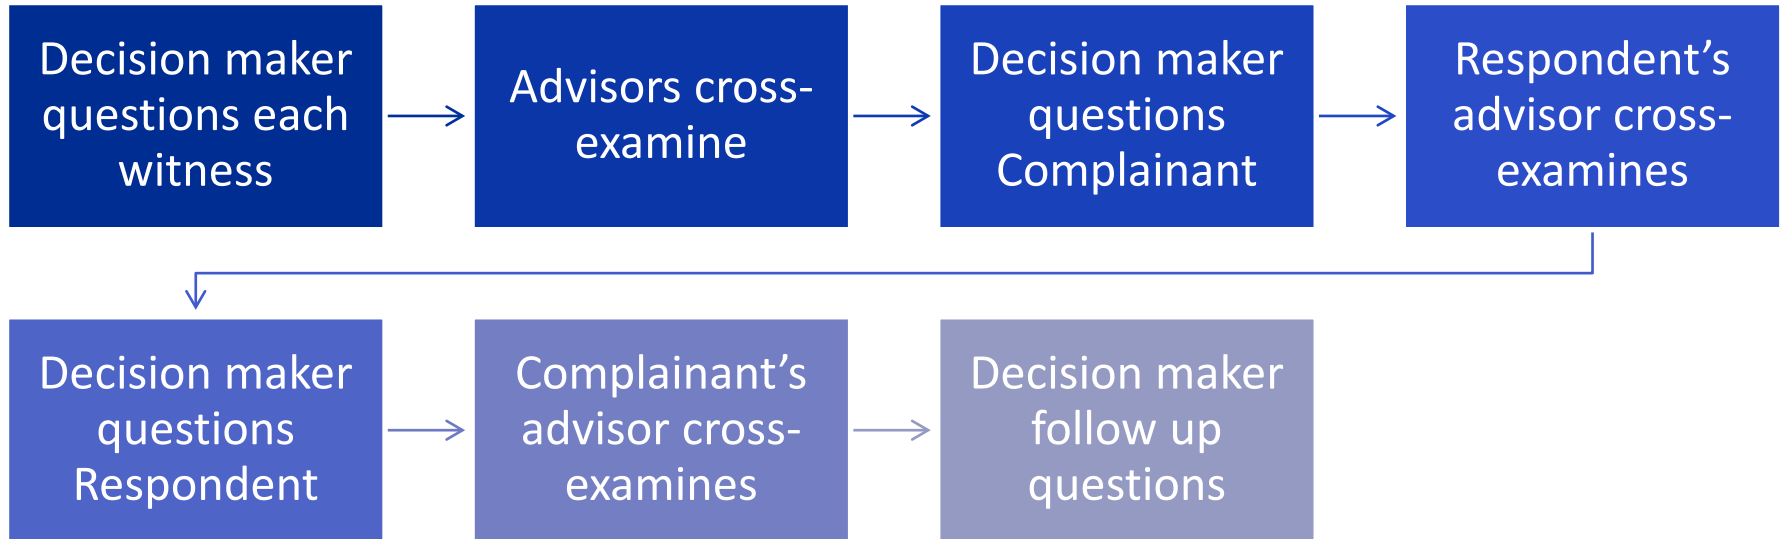 Decision maker
questions each
witness
Advisors cross-
examine
Decision maker
questions
Complainant
Respondent’s
advisor cross-
examines
Decision maker
questions
Respondent
Complainant’s
advisor cross-
examines
Decision maker
follow up
questions